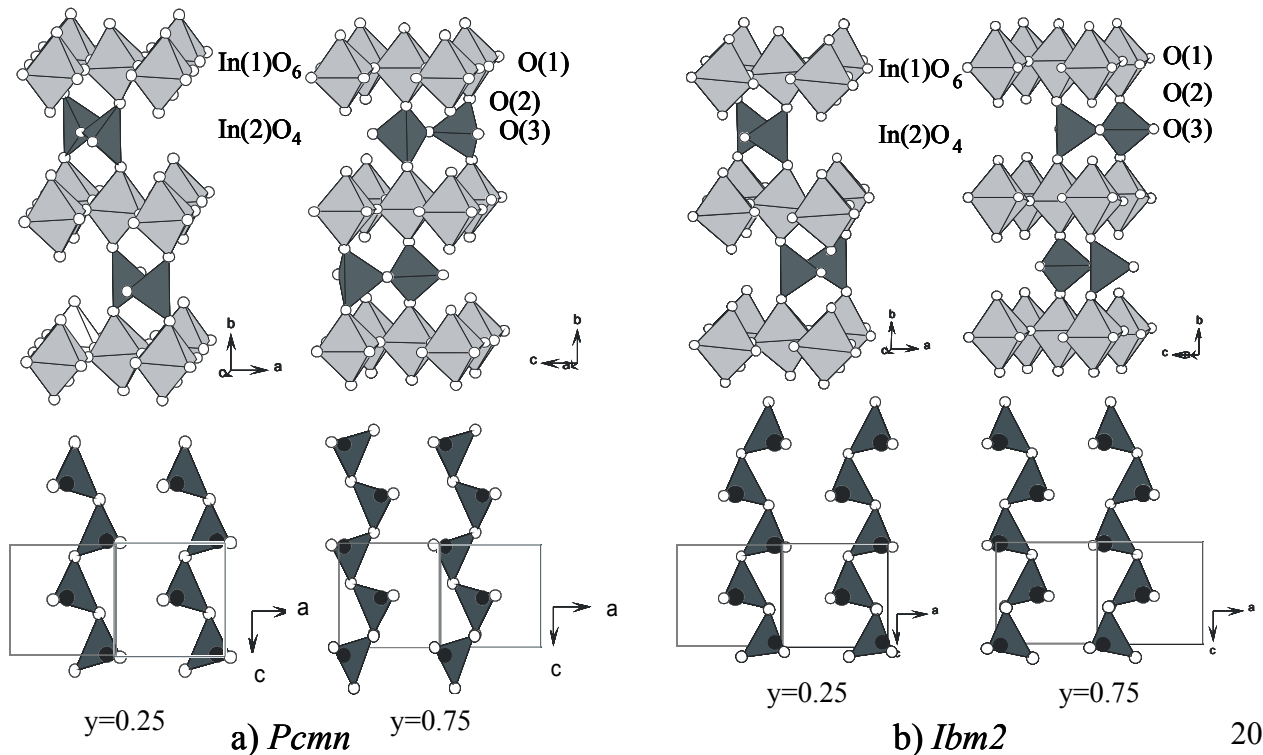 In(1)O6
O(1)
O(2)
In(2)O4
O(3)
b
a
c
b
c
a
In(1)O6
O(1)
O(2)
In(2)O4
O(3)
b
a
c
b
c
a
a
c
a
c
a
c
a
c
y=0.25
y=0.75
y=0.25
y=0.75
a) Pcmn
b) Ibm2
20